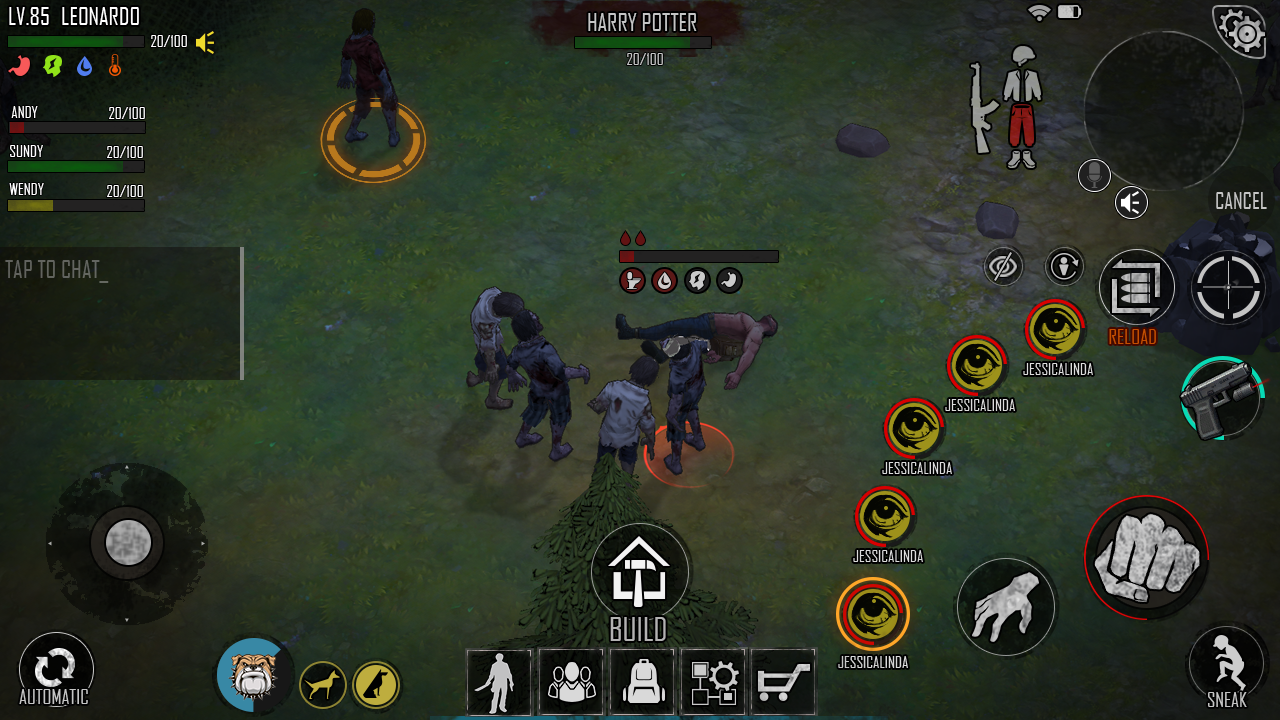 LV.85 LEONARDO
20/100
HARRY POTTER
20/100
ANDY 20/100
SUNDY 20/100
WENDY 20/100
CANCEL
TAP TO CHAT_
RELOAD
JESSICALINDA
JESSICALINDA
JESSICALINDA
JESSICALINDA
JESSICALINDA
BUILD
AUTOMATIC
SNEAK